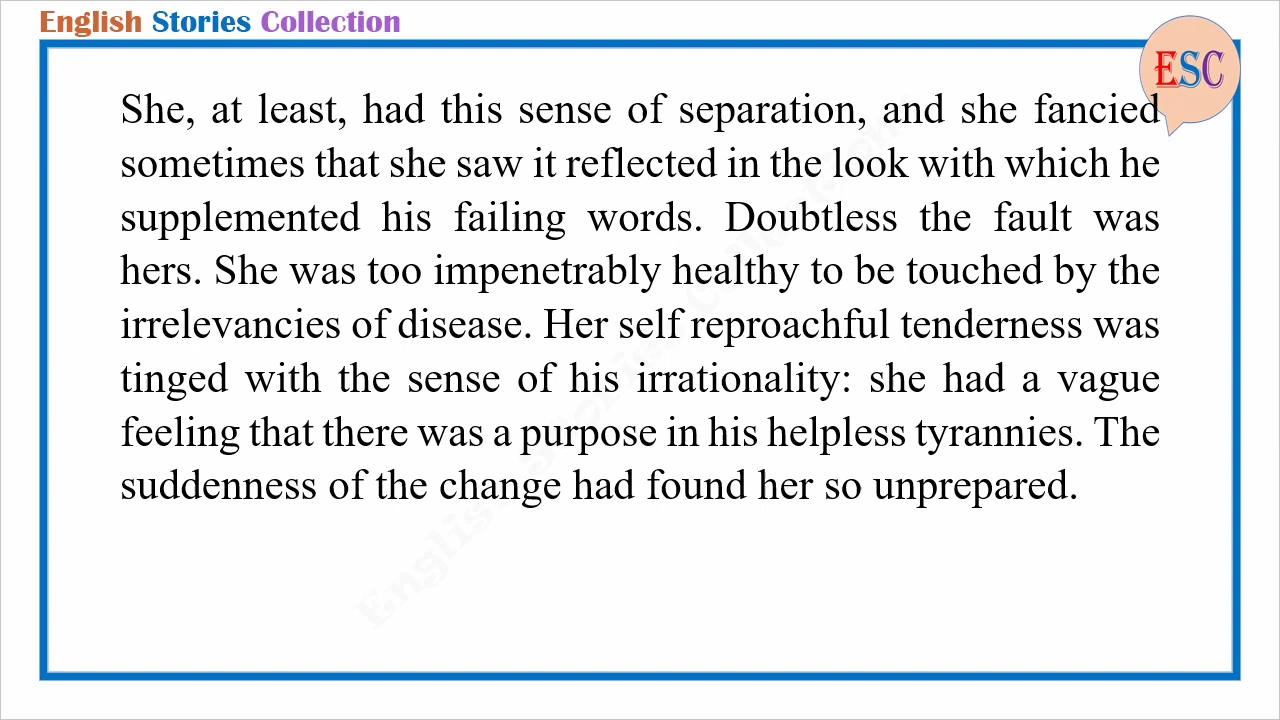 English Stories Collection
ESC
She, at least, had this sense of separation, and she fancied
sometimes that she saw it reflected in the look with which he
supplemented his failing words. Doubtless the fault was
hers. She was too impenetrably healthy to be touched by the
irrelevancies of disease. Her self reproachful tenderness was
tinged with the sense of his irrationality: she had a vague
feeling that there was a purpose in his helpless tyrannies. The
suddenness of the change had found her so unprepared.
English Stories Collection